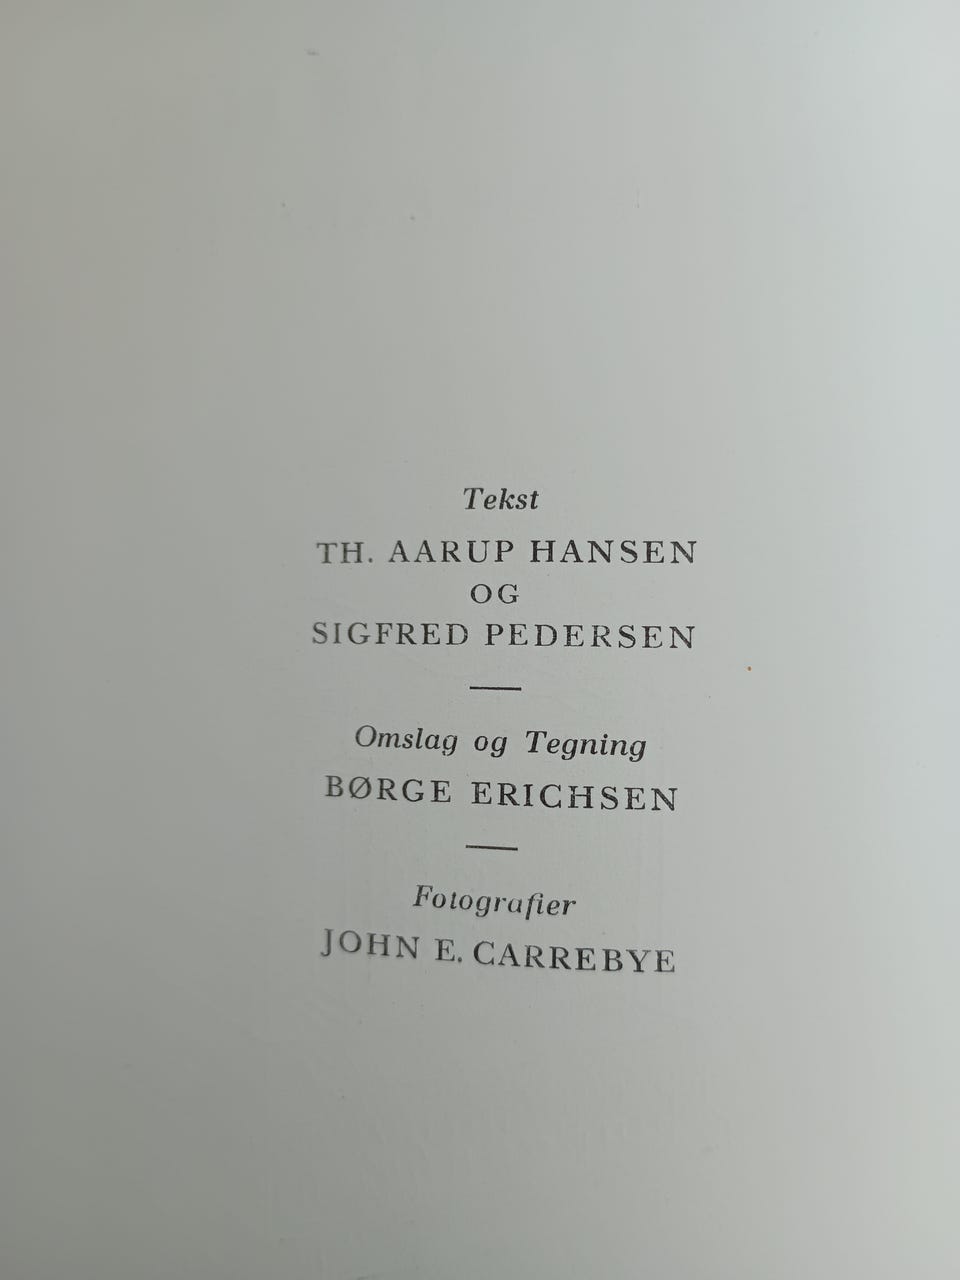 Tekst
TH. AARUP HANSEN
OG
SIGFRED PEDERSEN
Omslag og Tegning
BØRGE ERICHSEN
Fotografier
JOHN E. CARREBYE